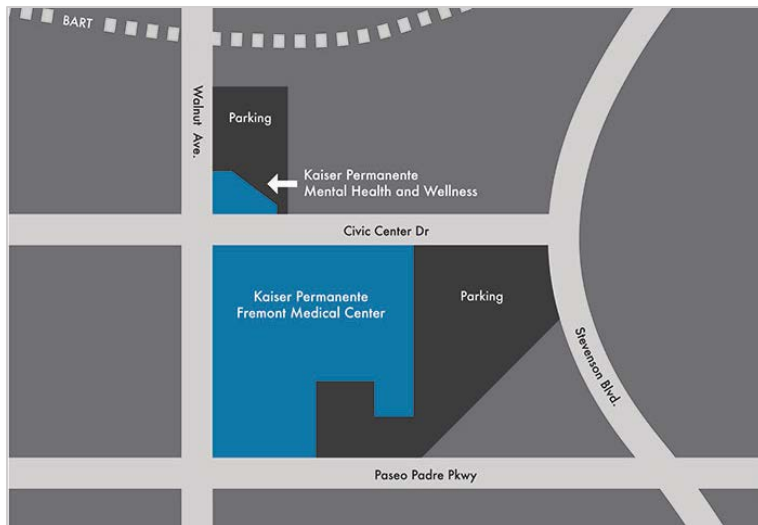 BART
Walnut Ave.
Parking
Kaiser Permanente
Mental Health and Wellness
Civic Center Dr
Kaiser Permanente
Fremont Medical Center
Parking
Stevenson Blvd.
Paseo Padre Pkwy